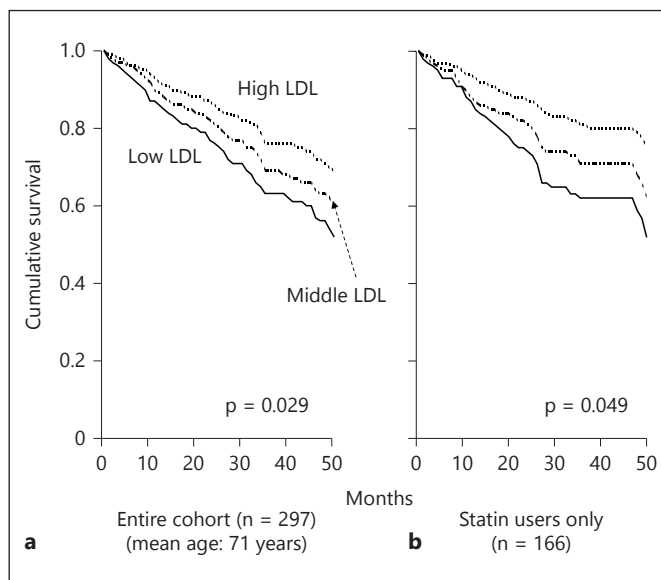 1.0
0.8
0.6
0.4
0.2
0
Cumulative survival
High LDL
Low LDL
Middle LDL
p = 0.029
0 10 20 30 40 50
p = 0.049
0 10 20 30 40 50
Months
a Entire cohort (n = 297)
(mean age: 71 years)
b Statin users only
(n = 166)